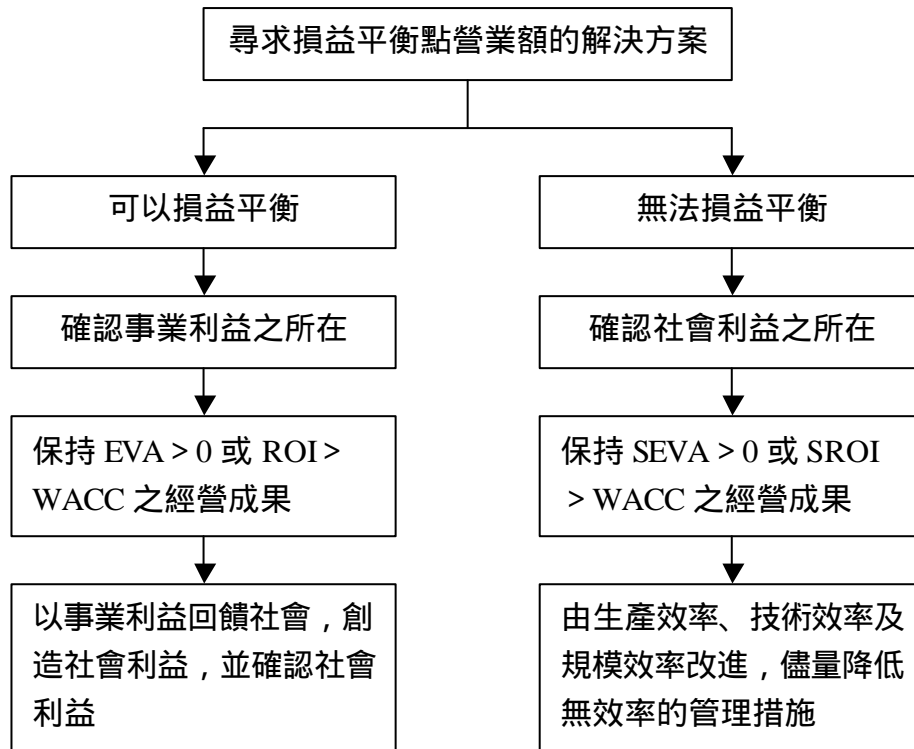 尋求損益平衡點營業額的解決方案
可以損益平衡
無法損益平衡
確認事業利益之所在
確認社會利益之所在
保持 EVA > 0 或 ROI >
WACC 之經營成果
保持 SEVA > 0 或 SROI
> WACC 之經營成果
以事業利益回饋社會，創
造社會利益，並確認社會
利益
由生產效率、技術效率及
規模效率改進，儘量降低
無效率的管理措施